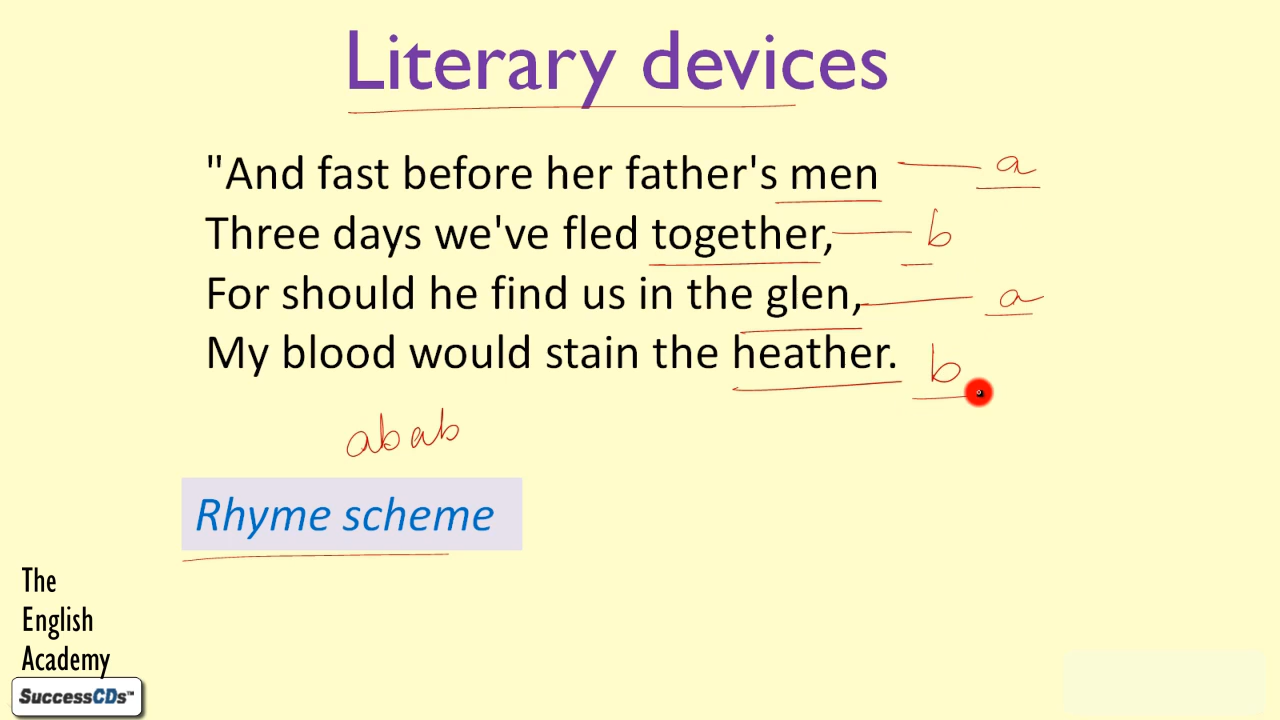 Literary devices
"And fast before her father's men a
Three days we've fled together, b
For should he find us in the glen, a
My blood would stain the heather. b
abab
Rhyme scheme
The
English
Academy
SuccessCDs™